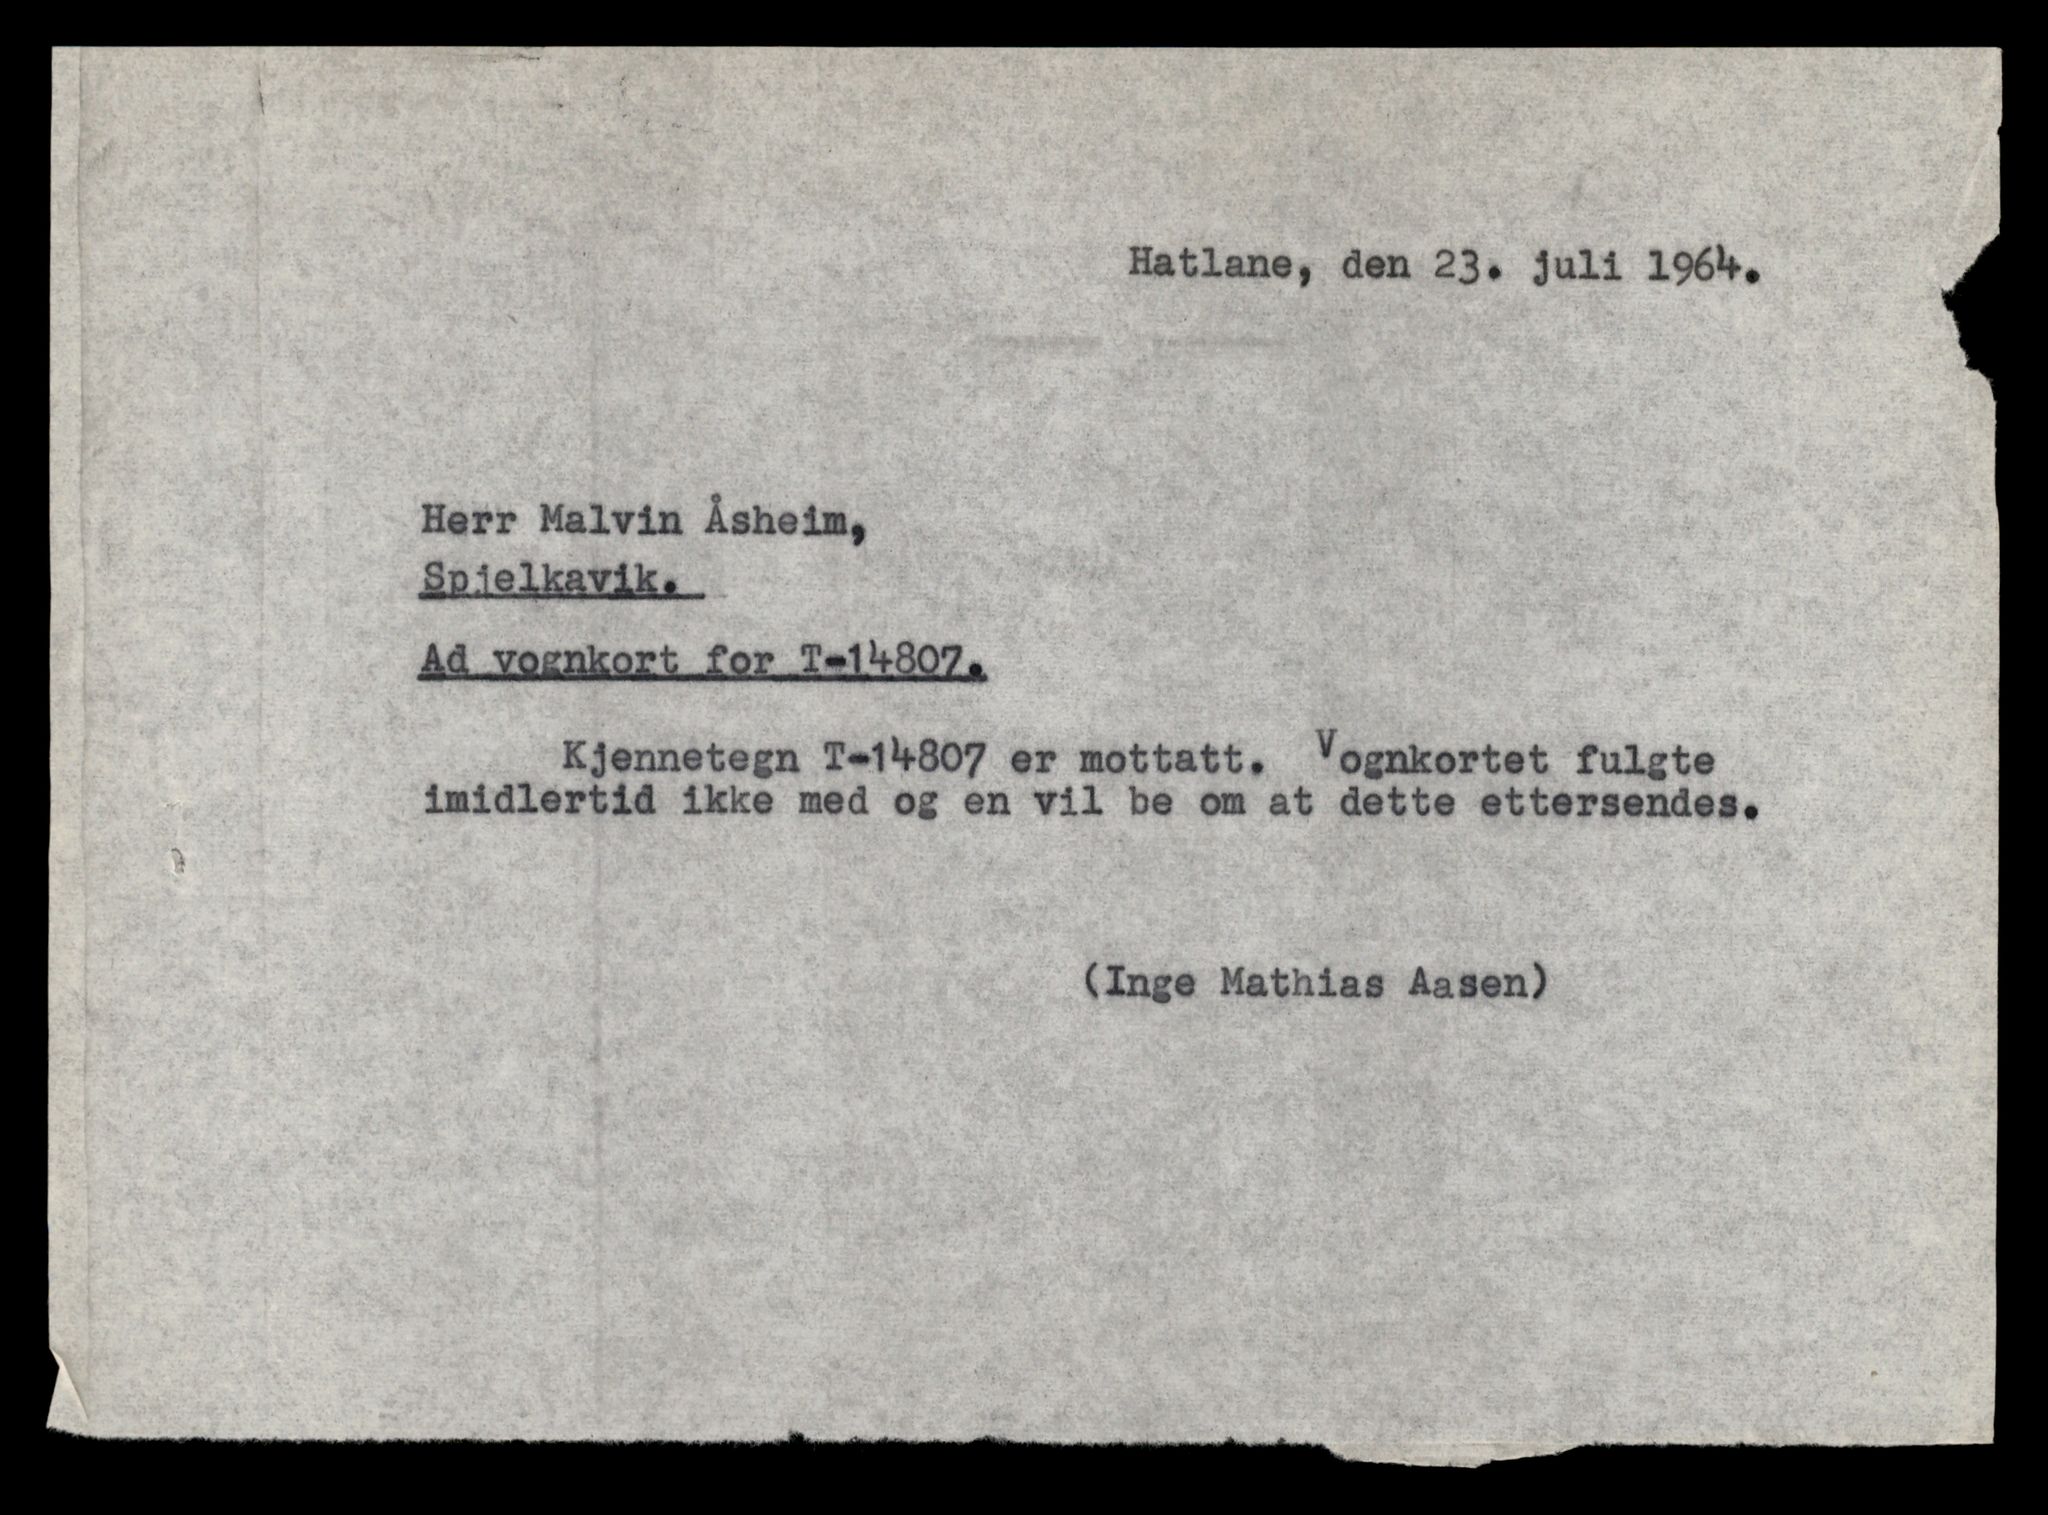 Hatlane, den 23. juli 1964.
Herr Malvin Åsheim,
Spjelkavik.
Ad vognkort for T-14807.
Kjennetegn T-14807 er mottatt. Vognkortet fulgte
imidlertid ikke med og en vil be om at dette ettersendes.
(Inge Mathias Aasen)